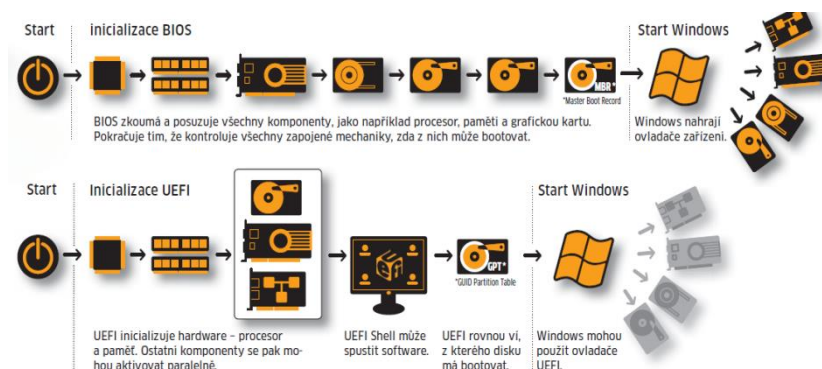 Start
inicializace BIOS
Start Windows
MBR*
*Master Boot Record
BIOS zkoumá a posuzuje všechny komponenty, jako například procesor, paměti a grafickou kartu.
Pokračuje tím, že kontroluje všechny zapojené mechaniky, zda z nich může bootovat.
Windows nahrají
ovladače zařízení.
Start
Inicializace UEFI
Start Windows
UEFI
GPT*
*GUID Partition Table
UEFI inicializuje hardware – procesor
a paměť. Ostatní komponenty se pak mo-
hou aktivovat paralelně.
UEFI Shell může
spustit software.
UEFI rovnou ví,
z kterého disku
má bootovat.
Windows mohou
použít ovladače
UEFI.